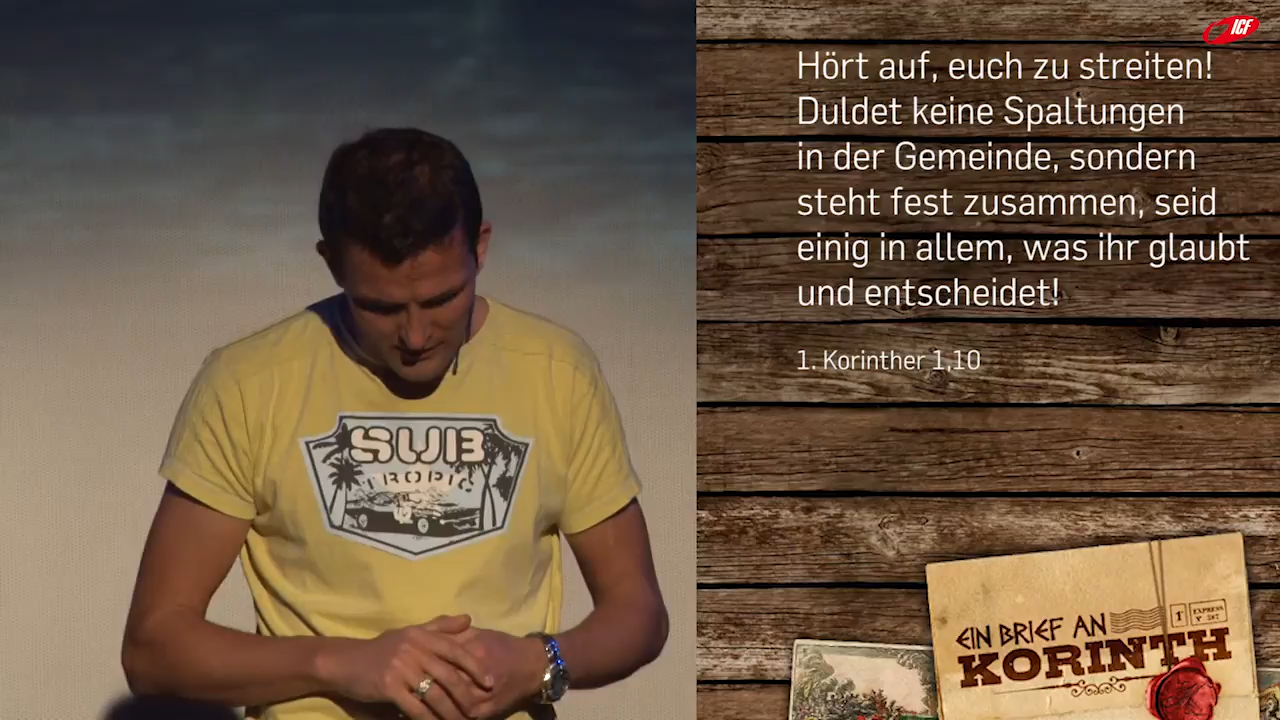 ICF
Hört auf, euch zu streiten!
Duldet keine Spaltungen
in der Gemeinde, sondern
steht fest zusammen, seid
einig in allem, was ihr glaubt
und entscheidet!
1. Korinther 1,10
SUB
TROPIC
EXPRESS
EIN BRIEF AN
KORINTH